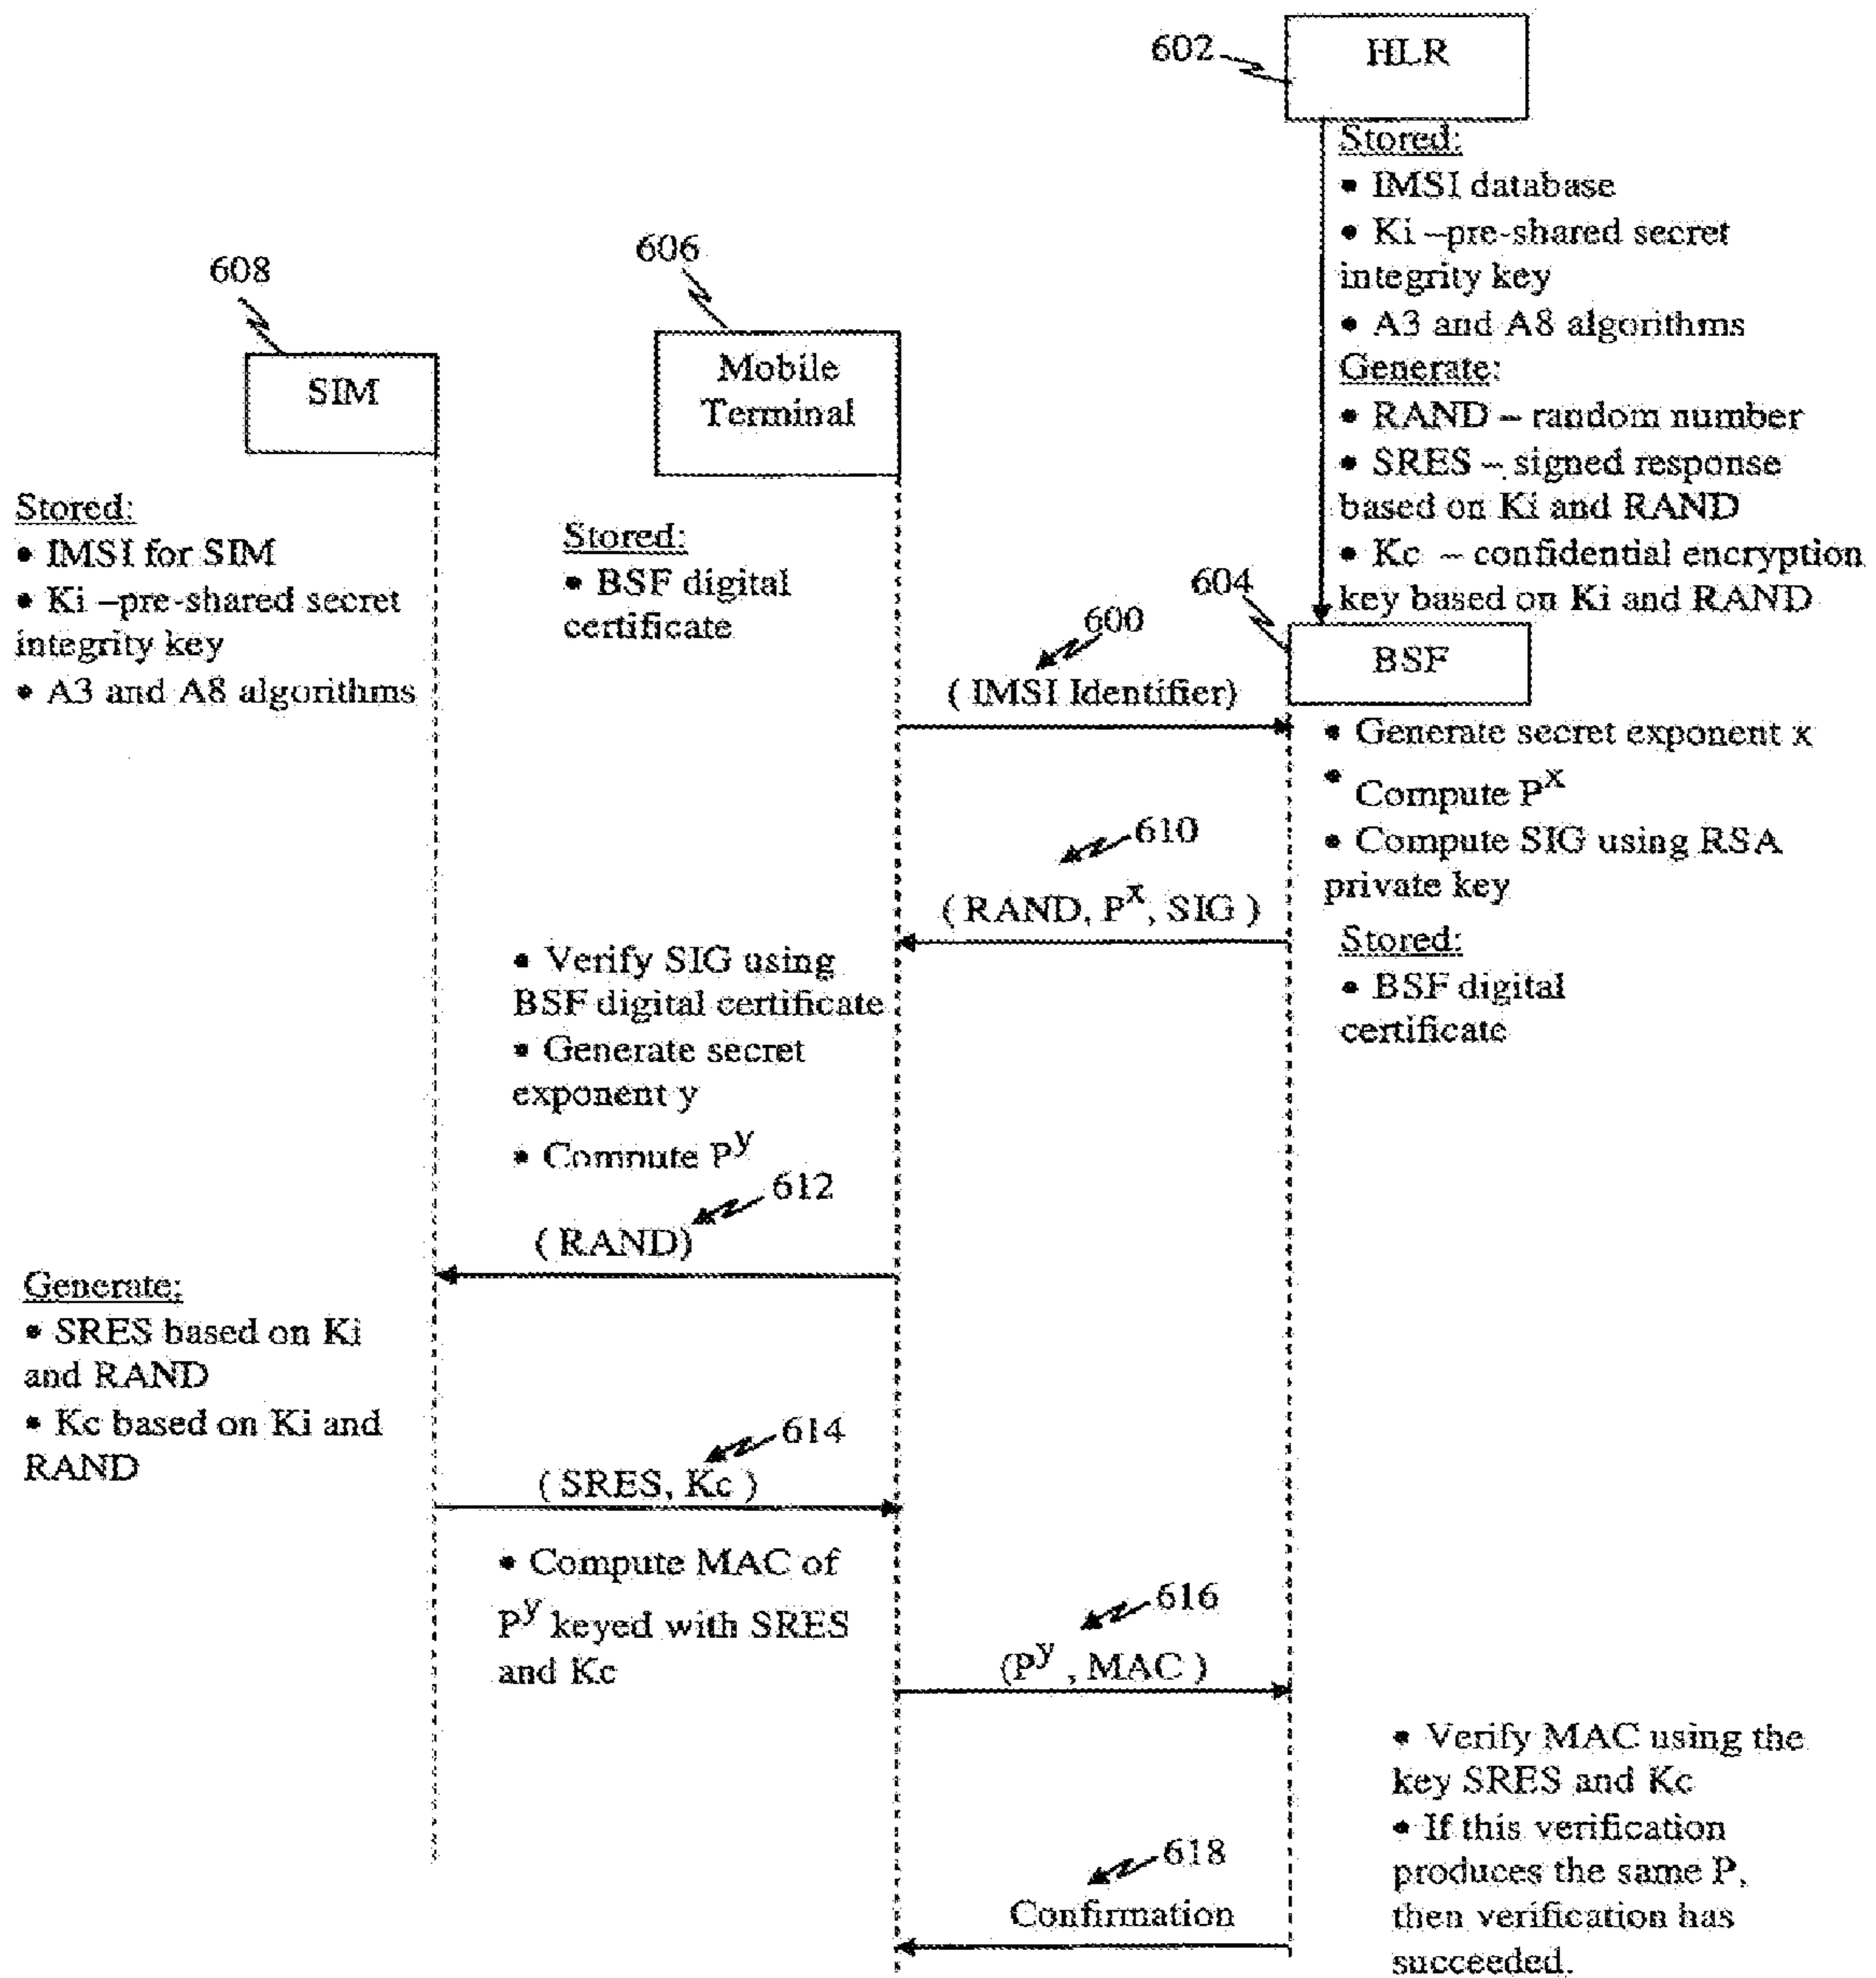 602
HLR
Stored:
• IMSI database
• Ki –pre-shared secret
integrity key
• A3 and A8 algorithms
Generate:
• RAND – random number
• SRES – signed response
based on Ki and RAND
• Kc – confidential encryption
key based on Ki and RAND
608
SIM
Stored:
• IMSI for SIM
• Ki –pre-shared secret
integrity key
• A3 and A8 algorithms
606
Mobile
Terminal
Stored:
• BSF digital
certificate
604
BSF
600
( IMSI Identifier)
• Generate secret exponent x
• Compute P^x
• Compute SIG using RSA
private key
Stored:
• BSF digital
certificate
610
( RAND, P^x, SIG )
• Verify SIG using
BSF digital certificate
• Generate secret
exponent y
• Compute P^y
612
( RAND)
Generate:
• SRES based on Ki
and RAND
• Kc based on Ki and
RAND
614
( SRES, Kc )
• Compute MAC of
P^y keyed with SRES
and Kc
616
(P^y , MAC )
• Verify MAC using the
key SRES and Kc
• If this verification
produces the same P,
then verification has
succeeded.
618
Confirmation